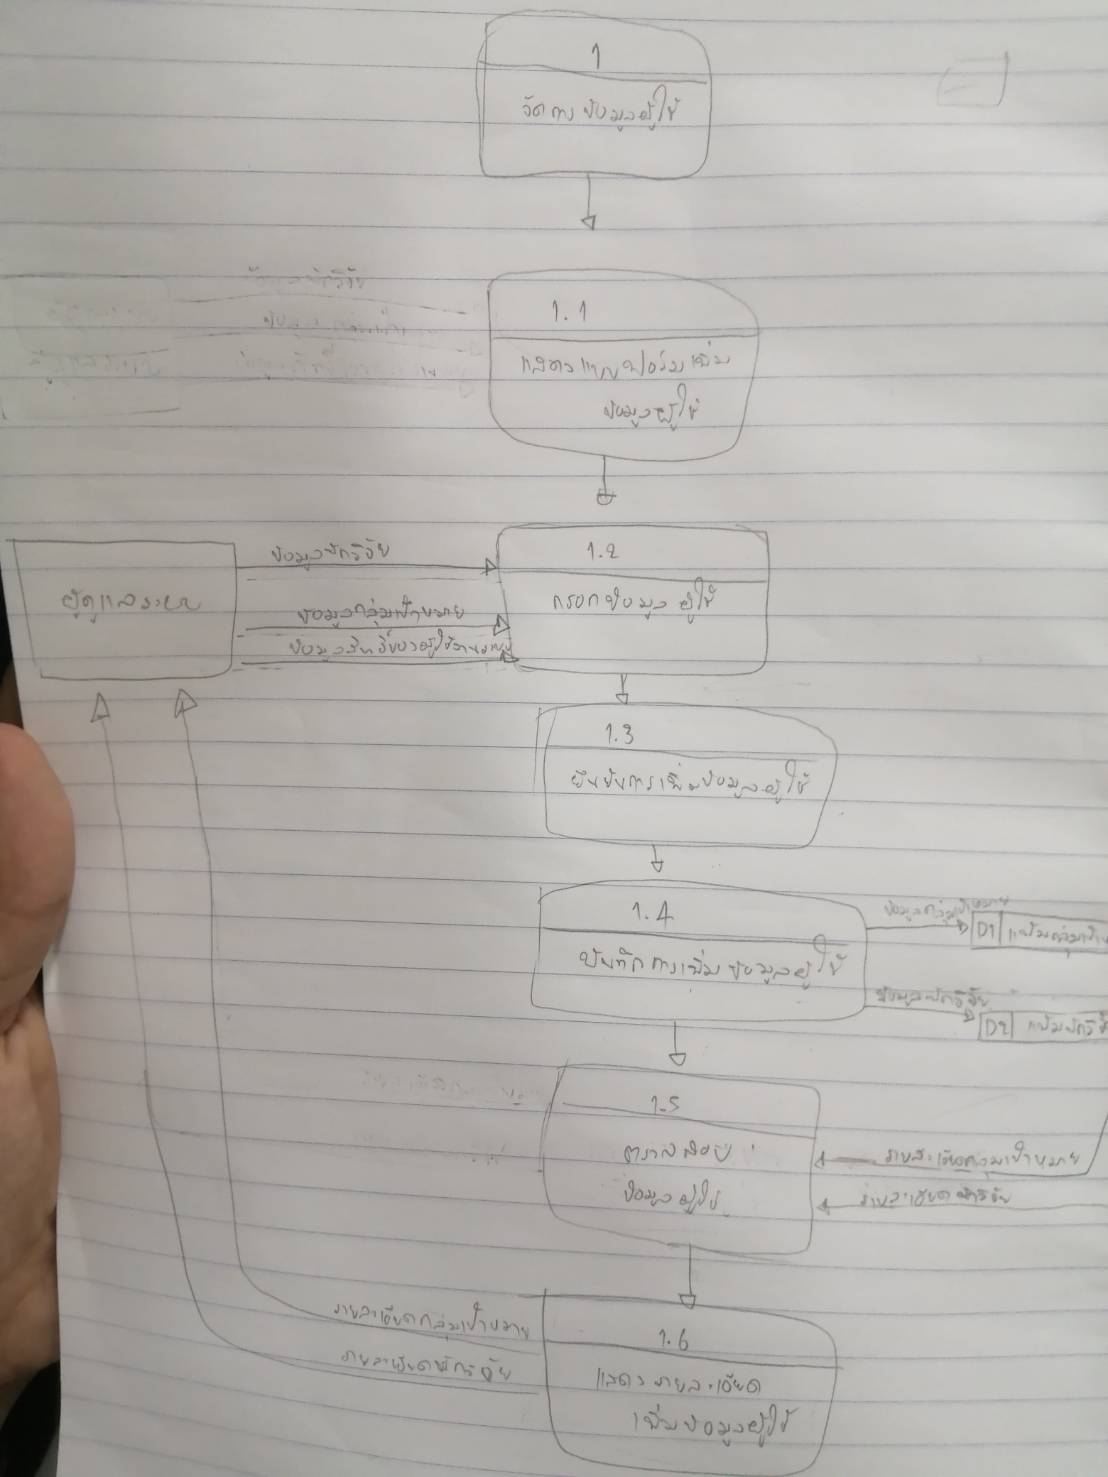 1
จัดการข้อมูลผู้ใช้
1.1
แสดงแบบฟอร์มเพิ่ม
ข้อมูลผู้ใช้
ผู้ดูแลระบบ
ข้อมูลนักวิจัย
ข้อมูลกลุ่มเป้าหมาย
ข้อมูลสิทธิ์ของผู้ใช้งานระบบ
1.2
กรอกข้อมูลผู้ใช้
1.3
ยืนยันการเพิ่มข้อมูลผู้ใช้
1.4
บันทึกการเพิ่มข้อมูลผู้ใช้
ข้อมูลกลุ่มเป้าหมาย
D1 แฟ้มกลุ่มเป้า
ข้อมูลนักวิจัย
D2 แฟ้มนักวิจั
1.5
ตรวจสอบ
ข้อมูลผู้ใช้
รายละเอียดกลุ่มเป้าหมาย
รายละเอียดนักวิจัย
รายละเอียดกลุ่มเป้าหมาย
รายละเอียดนักวิจัย
1.6
แสดงรายละเอียด
เพิ่มข้อมูลผู้ใช้